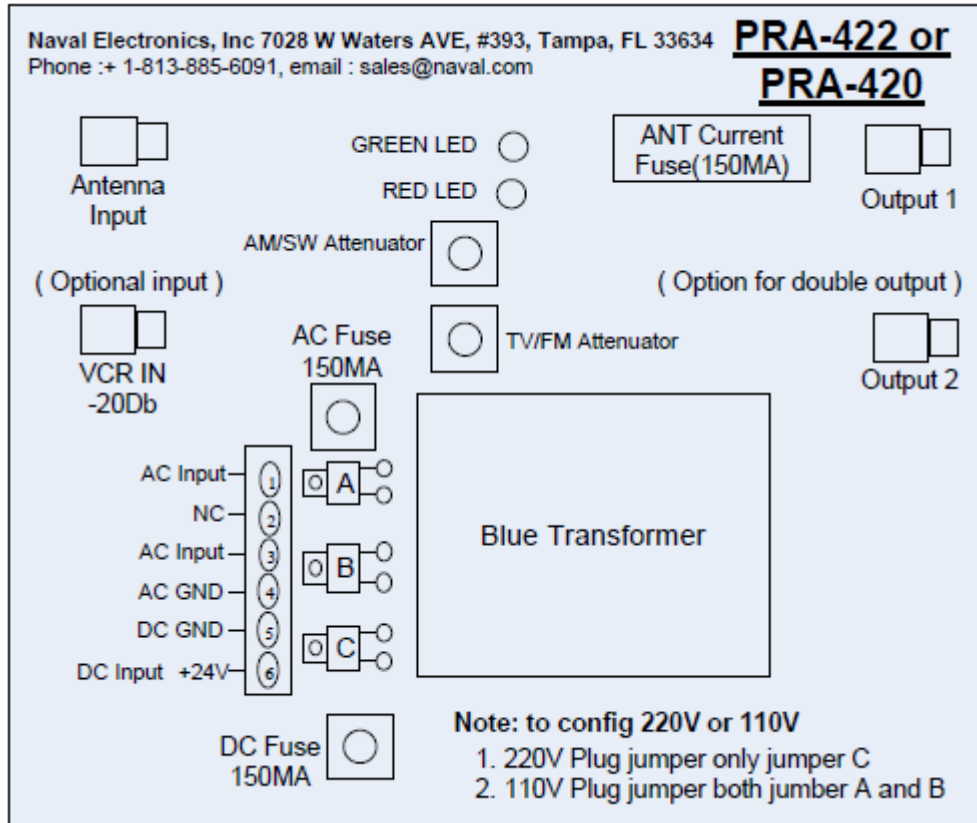 Naval Electronics, Inc 7028 W Waters AVE, #393, Tampa, FL 33634
Phone :+ 1-813-885-6091, email : sales@naval.com
PRA-422 or
PRA-420
Antenna
Input
GREEN LED
RED LED
ANT Current
Fuse(150MA)
Output 1
AM/SW Attenuator
( Optional input )
( Option for double output )
VCR IN
-20Db
AC Fuse
150MA
TV/FM Attenuator
Output 2
AC Input
1
A
NC
2
AC Input
3
B
AC GND
4
DC GND
5
C
DC Input +24V
6
Blue Transformer
DC Fuse
150MA
Note: to config 220V or 110V
1. 220V Plug jumper only jumper C
2. 110V Plug jumper both jumber A and B